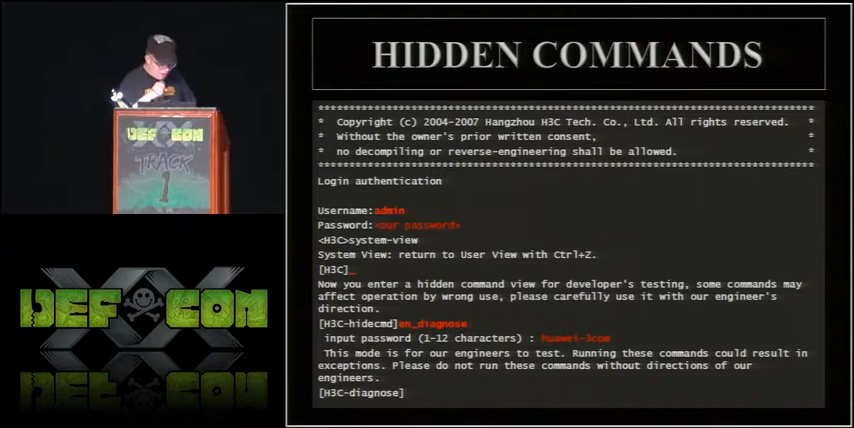 HIDDEN COMMANDS
********************************************************************************
* Copyright (c) 2004-2007 Hangzhou H3C Tech. Co., Ltd. All rights reserved. *
* Without the owner's prior written consent, *
* no decompiling or reverse-engineering shall be allowed. *
********************************************************************************
Login authentication
Username:admin
Password:<our password>
<H3C>system-view
System View: return to User View with Ctrl+Z.
[H3C]_
Now you enter a hidden command view for developer's testing, some commands may
affect operation by wrong use, please carefully use it with our engineer's
direction.
[H3C-hidecmd]en_diagnose
input password (1-12 characters) : huawei-3com
This mode is for our engineers to test. Running these commands could result in
exceptions. Please do not run these commands without directions of our
engineers.
[H3C-diagnose]
DEF CON
TRACK
1
XX
DEF CON